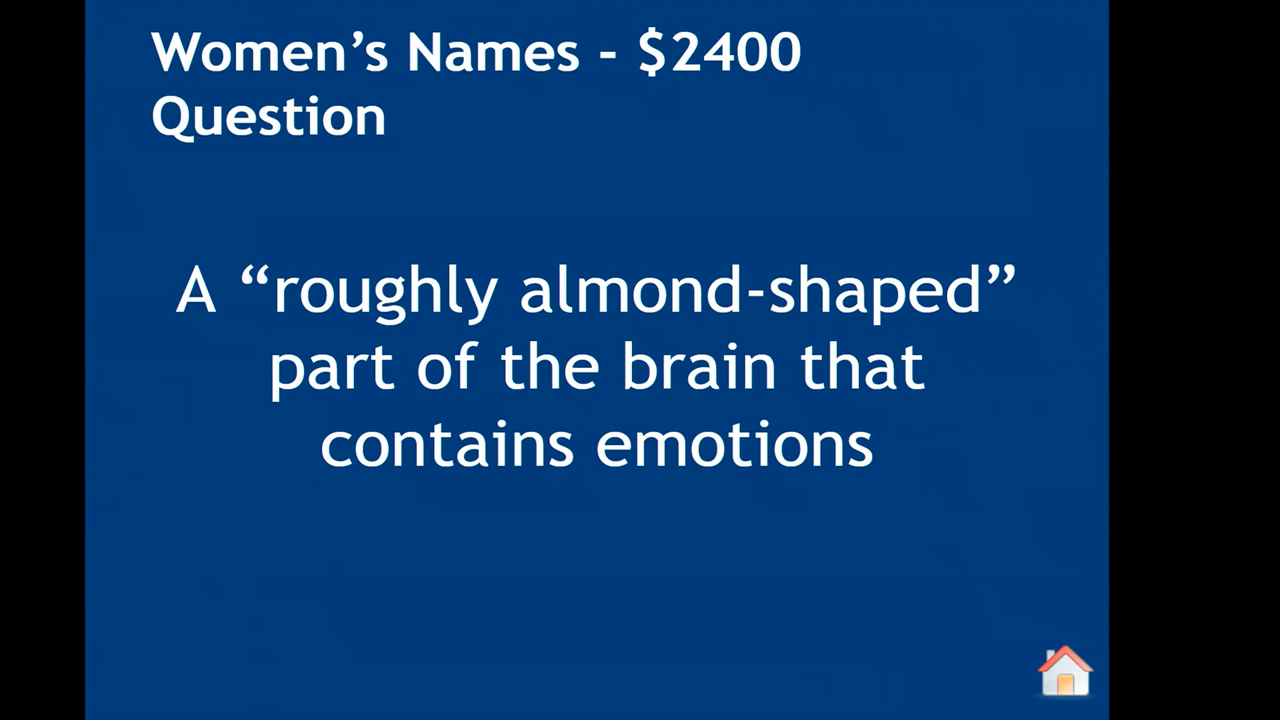 Women’s Names - $2400
Question
A “roughly almond-shaped”
part of the brain that
contains emotions